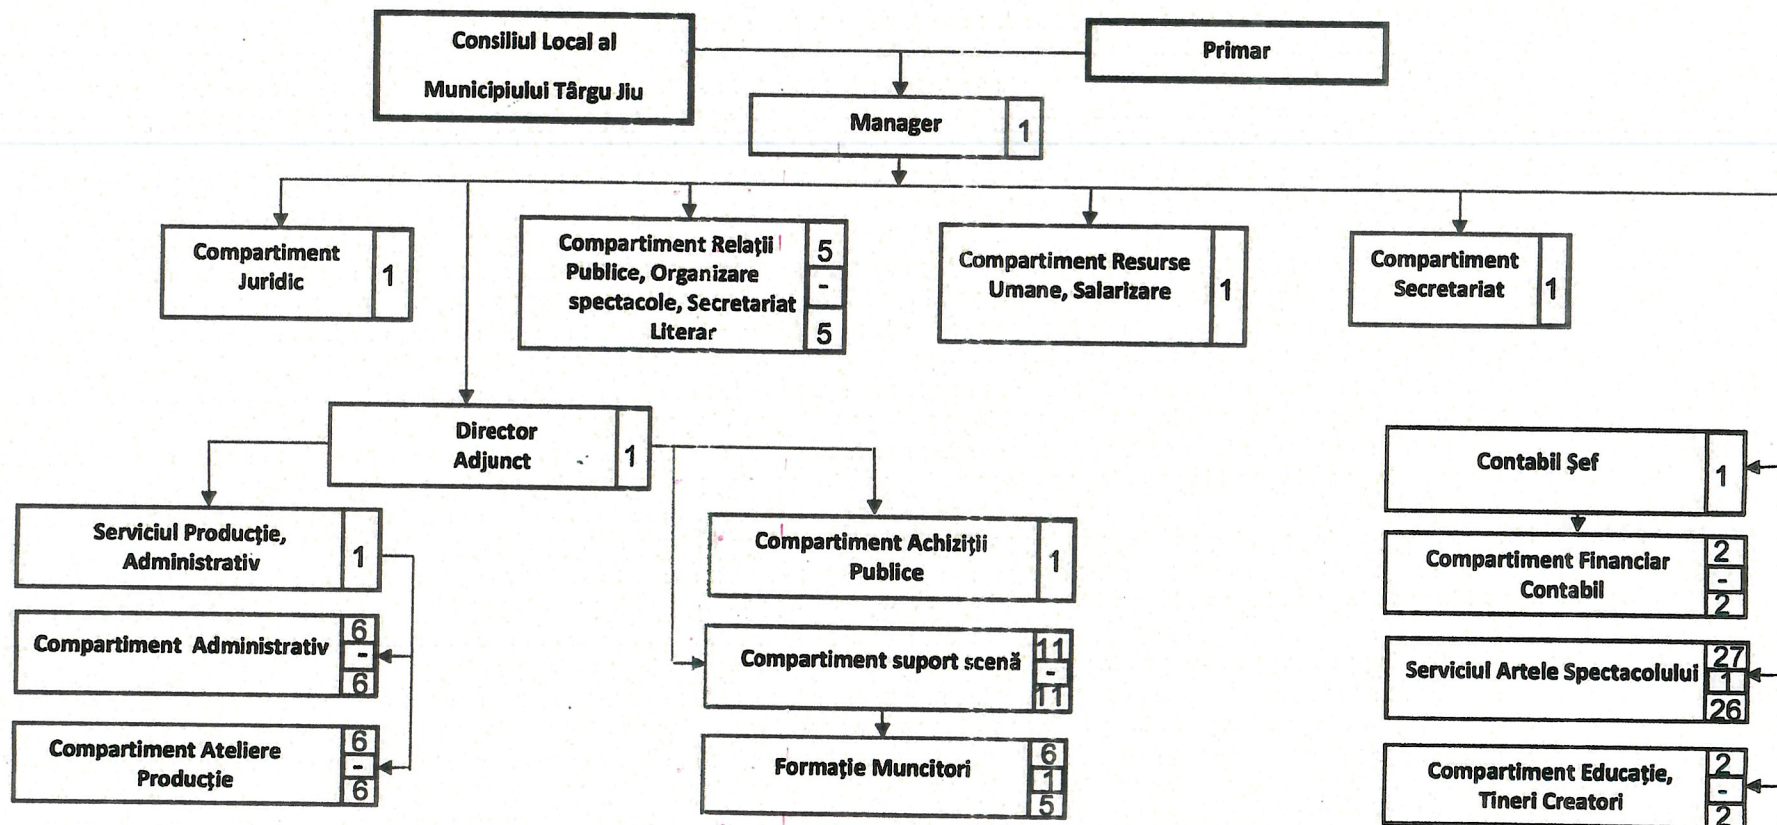 Consiliul Local al
Municipiului Târgu Jiu
Primar
Manager
1
Compartiment
Juridic
1
Compartiment Relații
Publice, Organizare
spectacole, Secretariat
Literar
5
-
5
Compartiment Resurse
Umane, Salarizare
1
Compartiment
Secretariat
1
Director
Adjunct
1
Contabil Șef
1
Serviciul Producție,
Administrativ
1
Compartiment Achiziții
Publice
1
Compartiment Financiar
Contabil
2
-
2
Compartiment Administrativ
6
-
6
Compartiment suport scenă
11
-
11
Serviciul Artele Spectacolului
27
1
26
Compartiment Ateliere
Producție
6
-
6
Formație Muncitori
6
1
5
Compartiment Educație,
Tineri Creatori
2
-
2